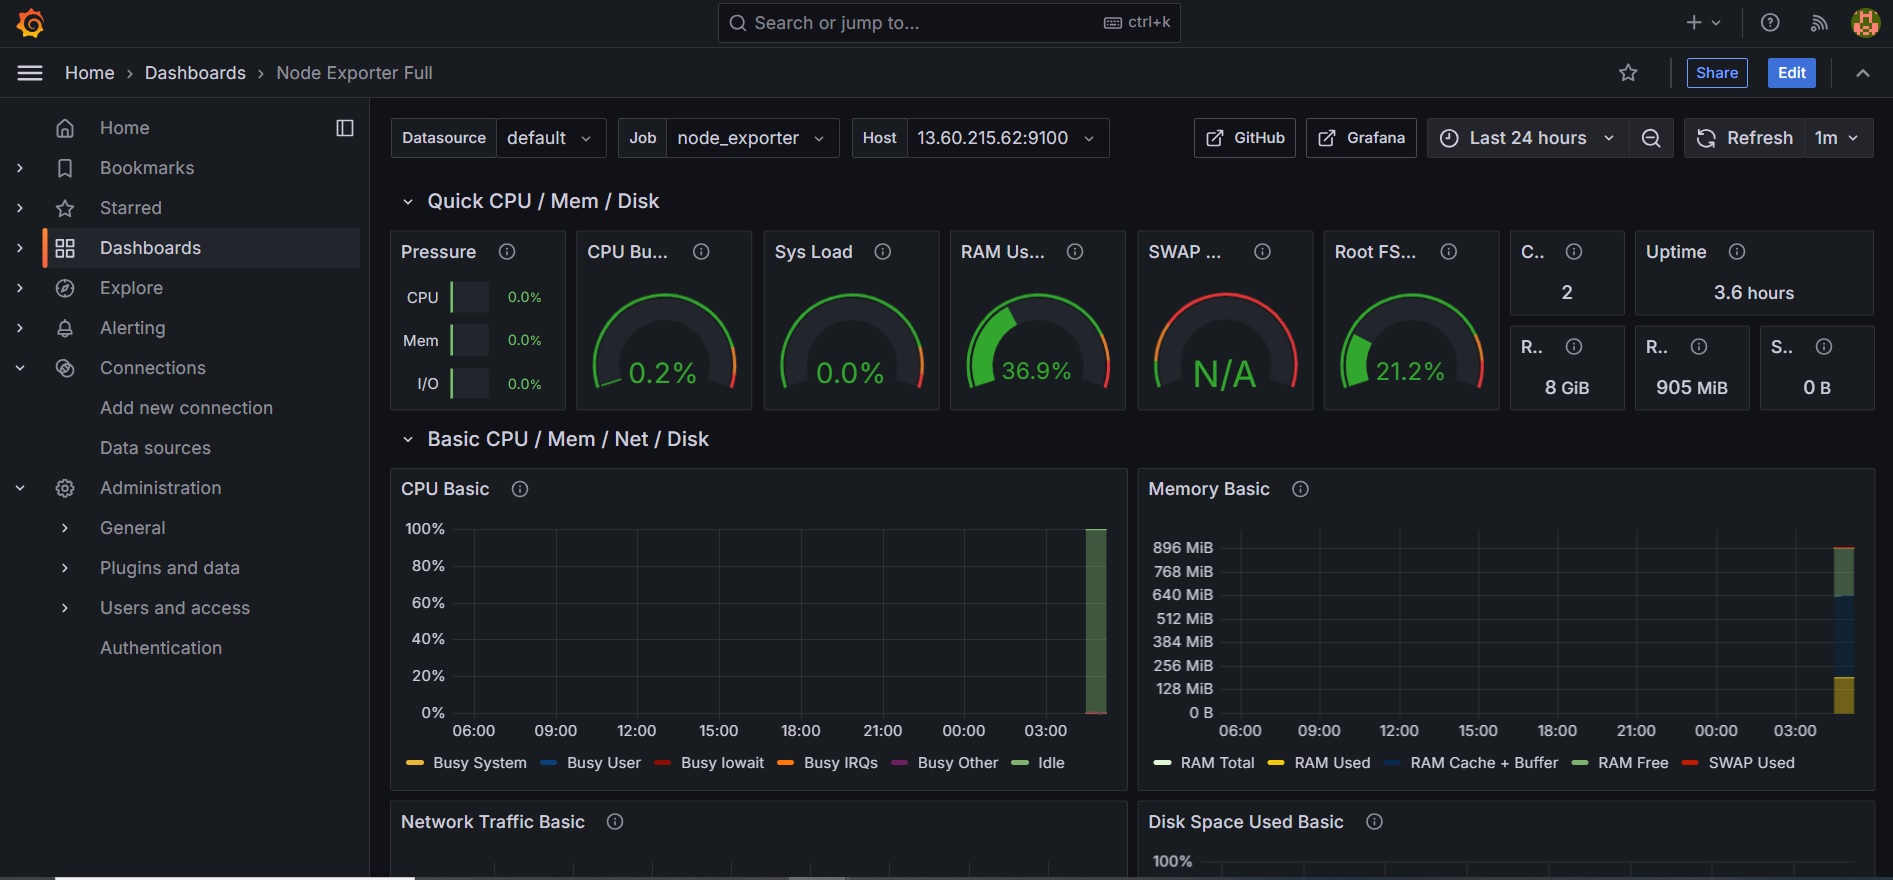 Search or jump to...
ctrl+k
Home › Dashboards › Node Exporter Full
Share
Edit
Home
Bookmarks
Starred
Dashboards
Explore
Alerting
Connections
Add new connection
Data sources
Administration
General
Plugins and data
Users and access
Authentication
Datasource default
Job node_exporter
Host 13.60.215.62:9100
GitHub
Grafana
Last 24 hours
Refresh 1m
Quick CPU / Mem / Disk
Pressure
CPU 0.0%
Mem 0.0%
I/O 0.0%
CPU Bu...
0.2%
Sys Load
0.0%
RAM Us...
36.9%
SWAP ...
N/A
Root FS...
21.2%
C..
2
Uptime
3.6 hours
R..
8 GiB
R..
905 MiB
S..
0 B
Basic CPU / Mem / Net / Disk
CPU Basic
100%
80%
60%
40%
20%
0%
06:00 09:00 12:00 15:00 18:00 21:00 00:00 03:00
Busy System Busy User Busy Iowait Busy IRQs Busy Other Idle
Memory Basic
896 MiB
768 MiB
640 MiB
512 MiB
384 MiB
256 MiB
128 MiB
0 B
06:00 09:00 12:00 15:00 18:00 21:00 00:00 03:00
RAM Total RAM Used RAM Cache + Buffer RAM Free SWAP Used
Network Traffic Basic
Disk Space Used Basic
100%